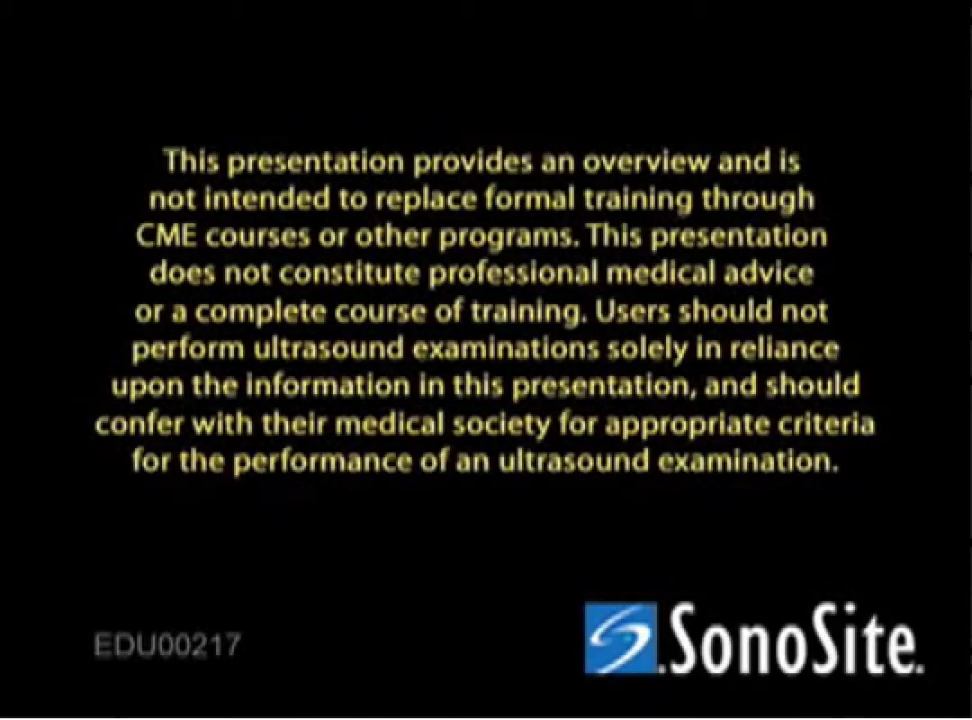 This presentation provides an overview and is
not intended to replace formal training through
CME courses or other programs. This presentation
does not constitute professional medical advice
or a complete course of training. Users should not
perform ultrasound examinations solely in reliance
upon the information in this presentation, and should
confer with their medical society for appropriate criteria
for the performance of an ultrasound examination.
EDU00217
SonoSite